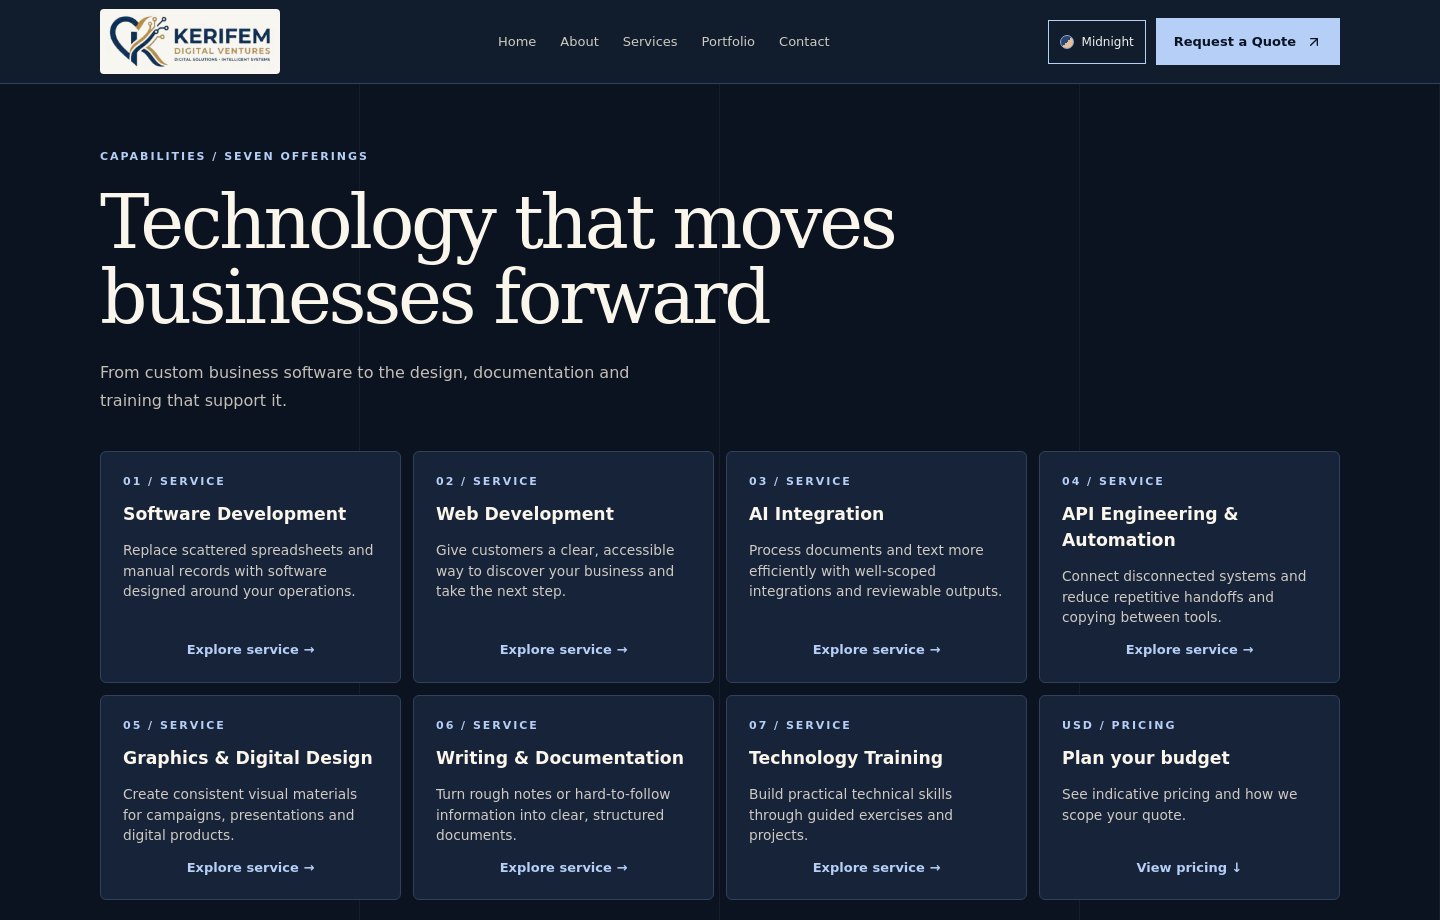 KERIFEM
DIGITAL VENTURES
DIGITAL SOLUTIONS • INTELLIGENT SYSTEMS
Home
About
Services
Portfolio
Contact
Midnight
Request a Quote
CAPABILITIES / SEVEN OFFERINGS
Technology that moves
businesses forward
From custom business software to the design, documentation and
training that support it.
01 / SERVICE
Software Development
Replace scattered spreadsheets and
manual records with software
designed around your operations.
Explore service →
02 / SERVICE
Web Development
Give customers a clear, accessible
way to discover your business and
take the next step.
Explore service →
03 / SERVICE
AI Integration
Process documents and text more
efficiently with well-scoped
integrations and reviewable outputs.
Explore service →
04 / SERVICE
API Engineering &
Automation
Connect disconnected systems and
reduce repetitive handoffs and
copying between tools.
Explore service →
05 / SERVICE
Graphics & Digital Design
Create consistent visual materials
for campaigns, presentations and
digital products.
Explore service →
06 / SERVICE
Writing & Documentation
Turn rough notes or hard-to-follow
information into clear, structured
documents.
Explore service →
07 / SERVICE
Technology Training
Build practical technical skills
through guided exercises and
projects.
Explore service →
USD / PRICING
Plan your budget
See indicative pricing and how we
scope your quote.
View pricing ↓